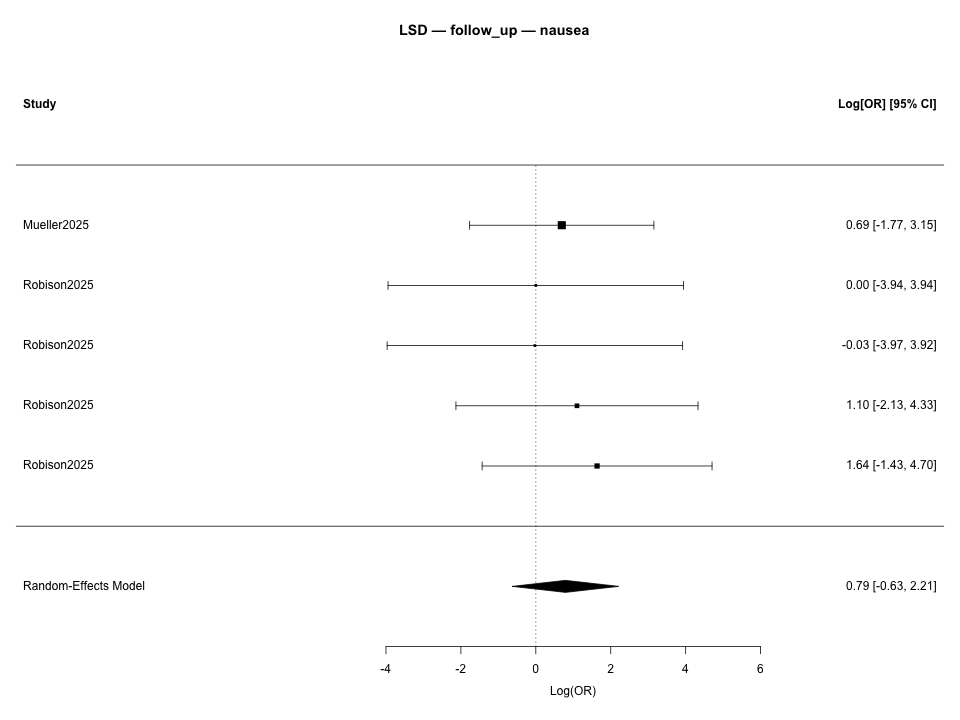 LSD — follow_up — nausea
Study Log[OR] [95% CI]
Mueller2025 0.69 [-1.77, 3.15]
Robison2025 0.00 [-3.94, 3.94]
Robison2025 -0.03 [-3.97, 3.92]
Robison2025 1.10 [-2.13, 4.33]
Robison2025 1.64 [-1.43, 4.70]
Random-Effects Model 0.79 [-0.63, 2.21]
-4 -2 0 2 4 6
Log(OR)